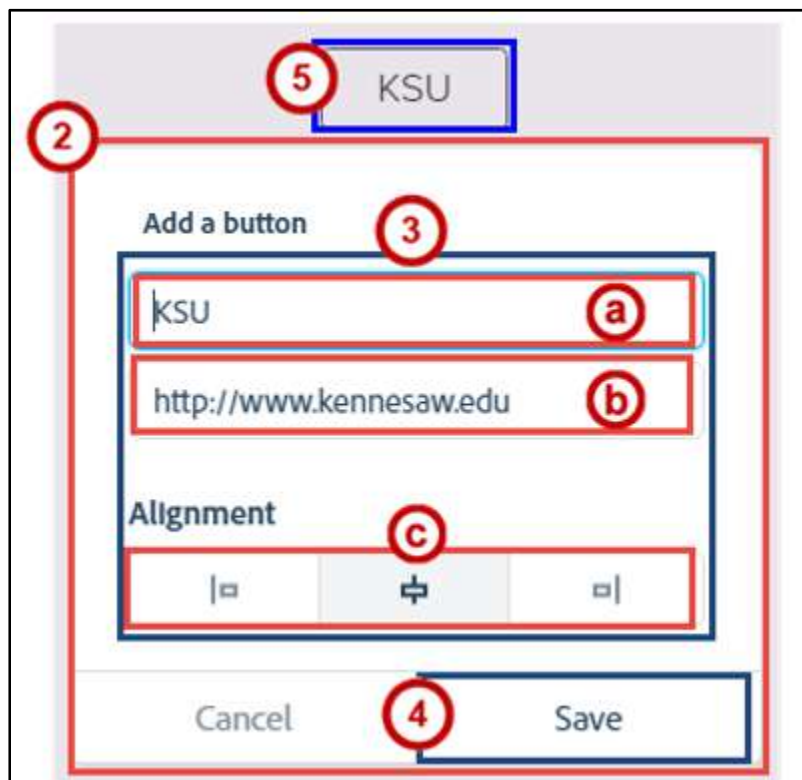 5 KSU
2
Add a button 3
KSU a
http://www.kennesaw.edu b
Alignment
c
Cancel 4 Save